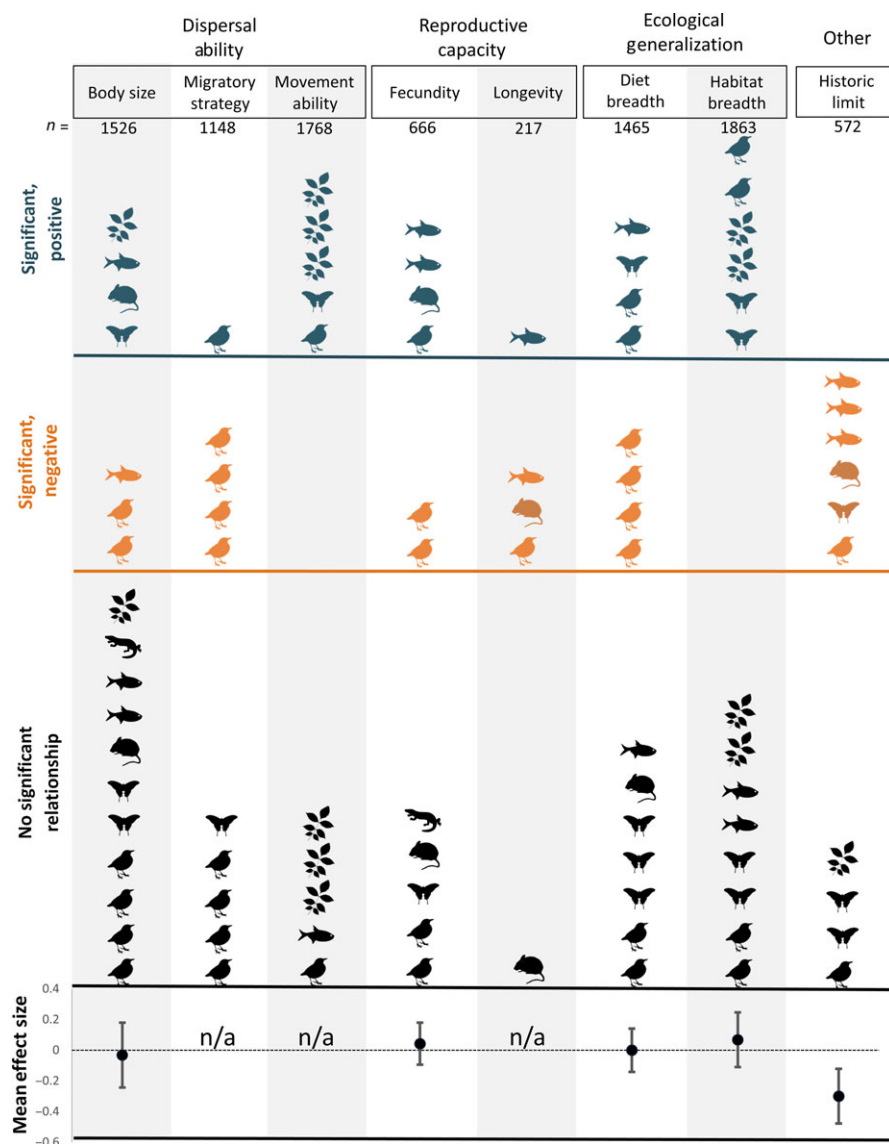 Dispersal
ability
Reproductive
capacity
Ecological
generalization
Other
Body size
Migratory
strategy
Movement
ability
Fecundity
Longevity
Diet
breadth
Habitat
breadth
Historic
limit
n =
1526
1148
1768
666
217
1465
1863
572
Significant,
positive
Significant,
negative
No significant
relationship
Mean effect size
0.4
0.2
0
−0.2
−0.4
−0.6
n/a
n/a
n/a